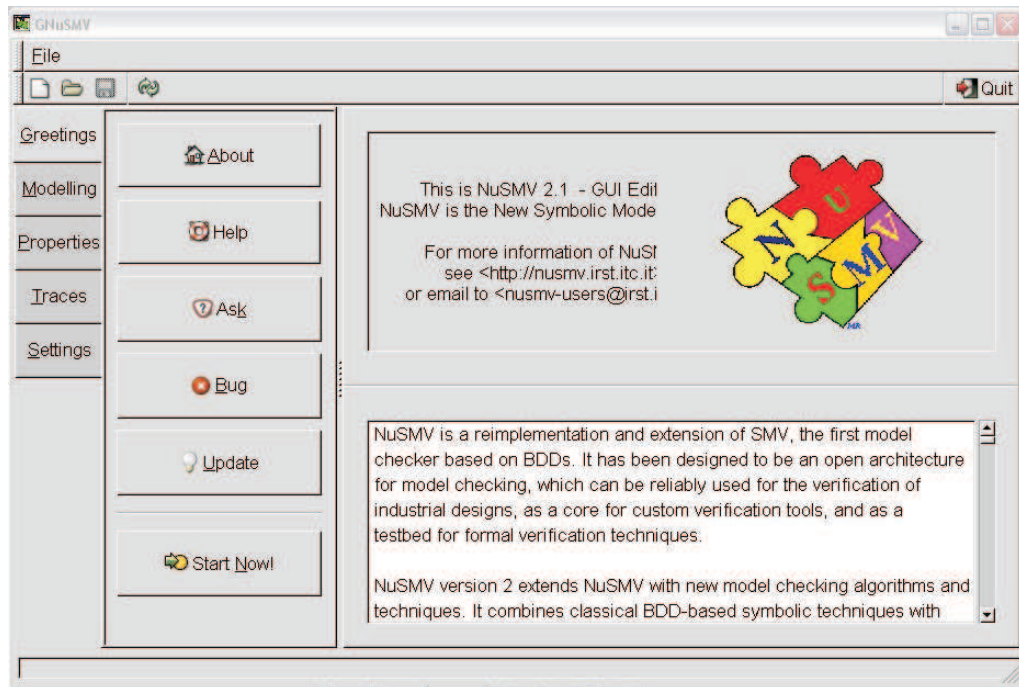 GNuSMV
File
Quit
Greetings
Modelling
Properties
Traces
Settings
About
Help
Ask
Bug
Update
Start Now!
This is NuSMV 2.1 - GUI Edit
NuSMV is the New Symbolic Mode
For more information of NuS
see <http://nusmv.irst.itc.it
or email to <nusmv-users@irst.i
N U S M V
MR
NuSMV is a reimplementation and extension of SMV, the first model
checker based on BDDs. It has been designed to be an open architecture
for model checking, which can be reliably used for the verification of
industrial designs, as a core for custom verification tools, and as a
testbed for formal verification techniques.
NuSMV version 2 extends NuSMV with new model checking algorithms and
techniques. It combines classical BDD-based symbolic techniques with